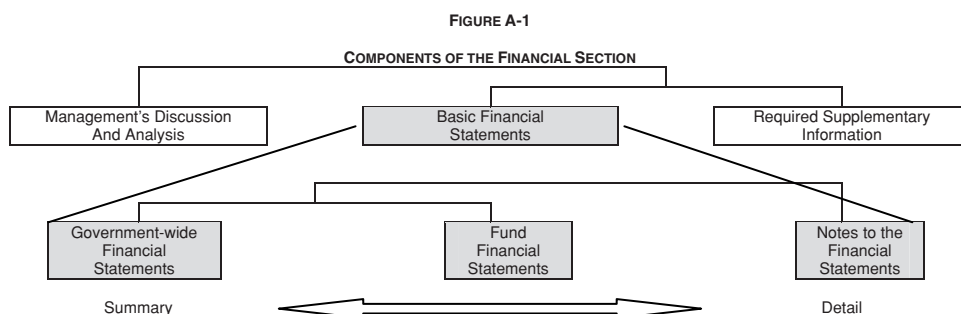 FIGURE A-1
COMPONENTS OF THE FINANCIAL SECTION
Management's Discussion
And Analysis
Basic Financial
Statements
Required Supplementary
Information
Government-wide
Financial
Statements
Fund
Financial
Statements
Notes to the
Financial
Statements
Summary
Detail